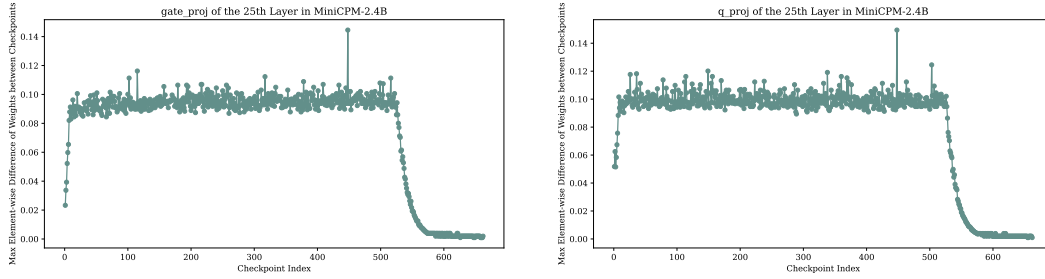 gate_proj of the 25th Layer in MiniCPM-2.4B
Max Element-wise Difference of Weights between Checkpoints
0.14
0.12
0.10
0.08
0.06
0.04
0.02
0.00
0 100 200 300 400 500 600
Checkpoint Index
q_proj of the 25th Layer in MiniCPM-2.4B
Max Element-wise Difference of Weights between Checkpoints
0.14
0.12
0.10
0.08
0.06
0.04
0.02
0.00
0 100 200 300 400 500 600
Checkpoint Index